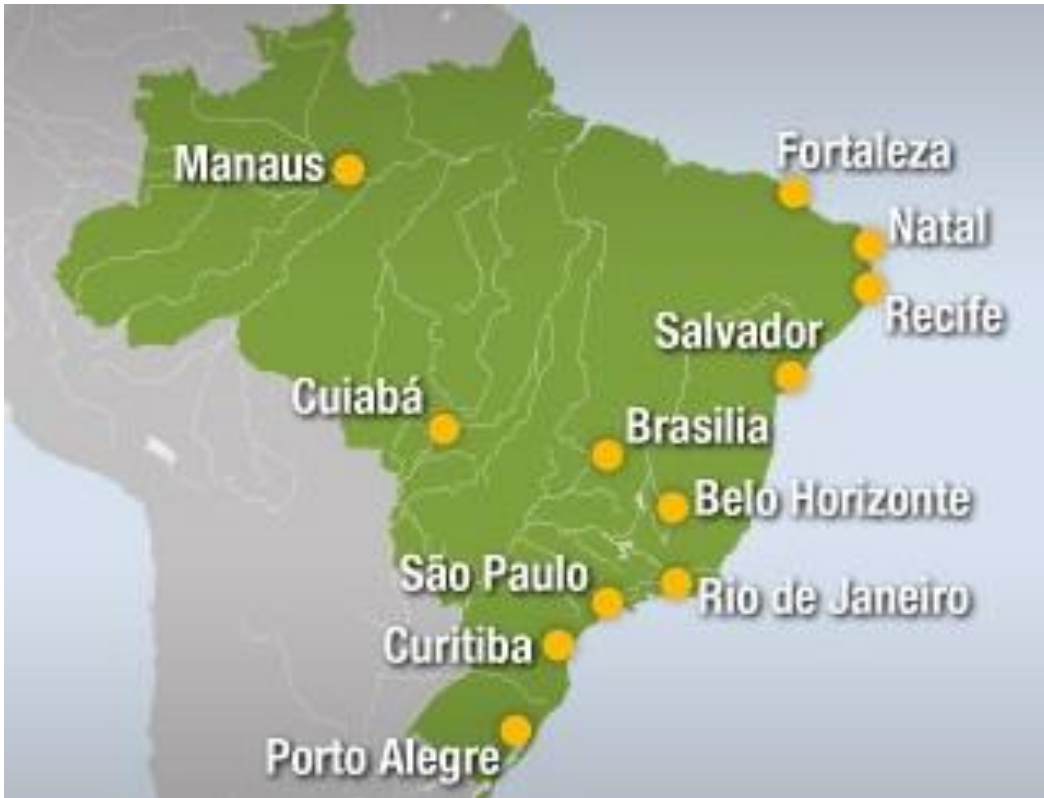 Fortaleza
Manaus
Natal
Recife
Salvador
Cuiabá
Brasilia
Belo Horizonte
São Paulo
Rio de Janeiro
Curitiba
Porto Alegre